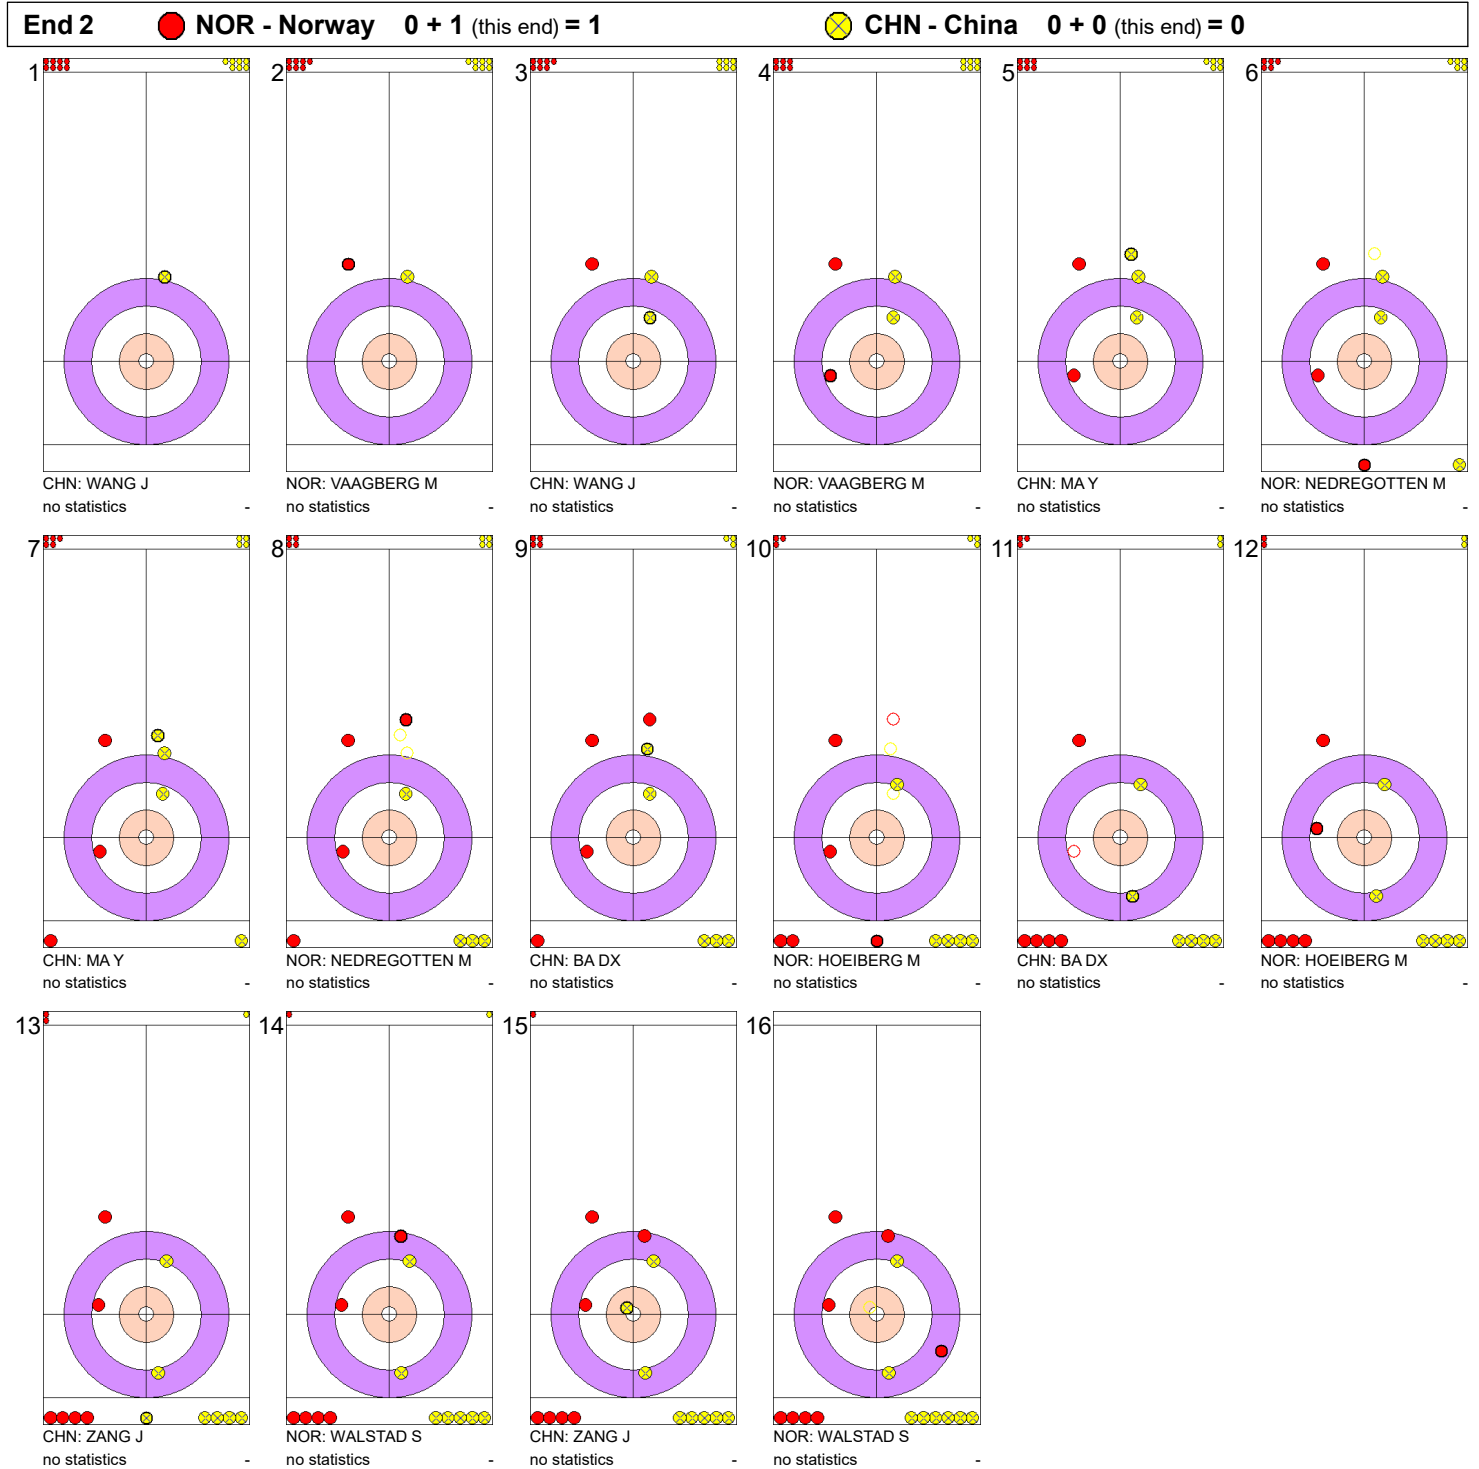 End 2 NOR - Norway 0 + 1 (this end) = 1 CHN - China 0 + 0 (this end) = 0
1 2 3 4 5 6
CHN: WANG J NOR: VAAGBERG M CHN: WANG J NOR: VAAGBERG M CHN: MA Y NOR: NEDREGOTTEN M
no statistics - no statistics - no statistics - no statistics - no statistics - no statistics -
7 8 9 10 11 12
CHN: MA Y NOR: NEDREGOTTEN M CHN: BA DX NOR: HOEIBERG M CHN: BA DX NOR: HOEIBERG M
no statistics - no statistics - no statistics - no statistics - no statistics - no statistics -
13 14 15 16
CHN: ZANG J NOR: WALSTAD S CHN: ZANG J NOR: WALSTAD S
no statistics - no statistics - no statistics - no statistics -